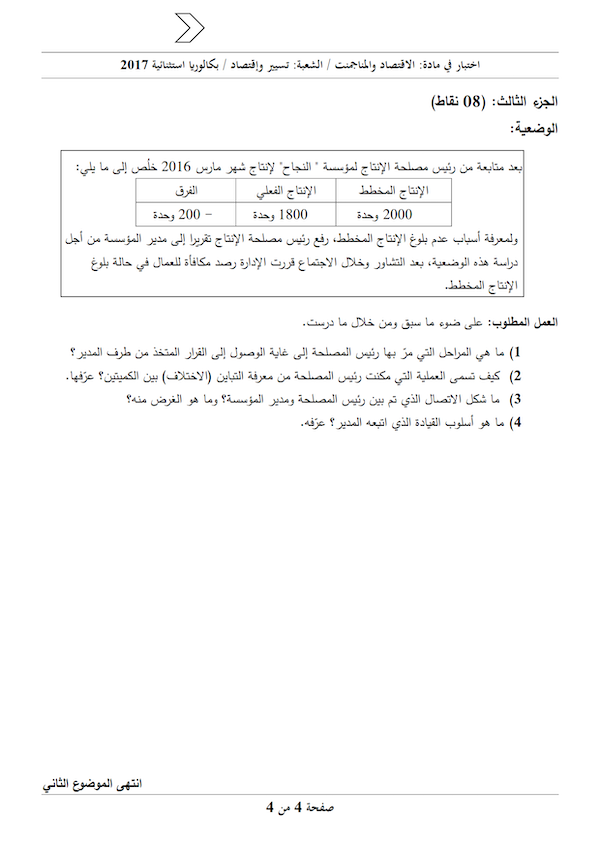 اختبار في مادة: الاقتصاد والمناجمنت / الشعبة: تسيير وإقتصاد / بكالوريا استثنائية 2017
الجزء الثالث: (08 نقاط)
الوضعية:
بعد متابعة من رئيس مصلحة الإنتاج لمؤسسة " النجاح" لإنتاج شهر مارس 2016 خلُص إلى ما يلي:
الإنتاج المخطط الإنتاج الفعلي الفرق
2000 وحدة 1800 وحدة – 200 وحدة
ولمعرفة أسباب عدم بلوغ الإنتاج المخطط، رفع رئيس مصلحة الإنتاج تقريرا إلى مدير المؤسسة من أجل
دراسة هذه الوضعية، بعد التشاور وخلال الاجتماع قررت الإدارة رصد مكافأة للعمال في حالة بلوغ
الإنتاج المخطط.
العمل المطلوب: على ضوء ما سبق ومن خلال ما درست.
1) ما هي المراحل التي مرّ بها رئيس المصلحة إلى غاية الوصول إلى القرار المتخذ من طرف المدير؟
2) كيف تسمى العملية التي مكنت رئيس المصلحة من معرفة التباين (الاختلاف) بين الكميتين؟ عرّفها.
3) ما شكل الاتصال الذي تم بين رئيس المصلحة ومدير المؤسسة؟ وما هو الغرض منه؟
4) ما هو أسلوب القيادة الذي اتبعه المدير؟ عرّفه.
انتهى الموضوع الثاني
صفحة 4 من 4